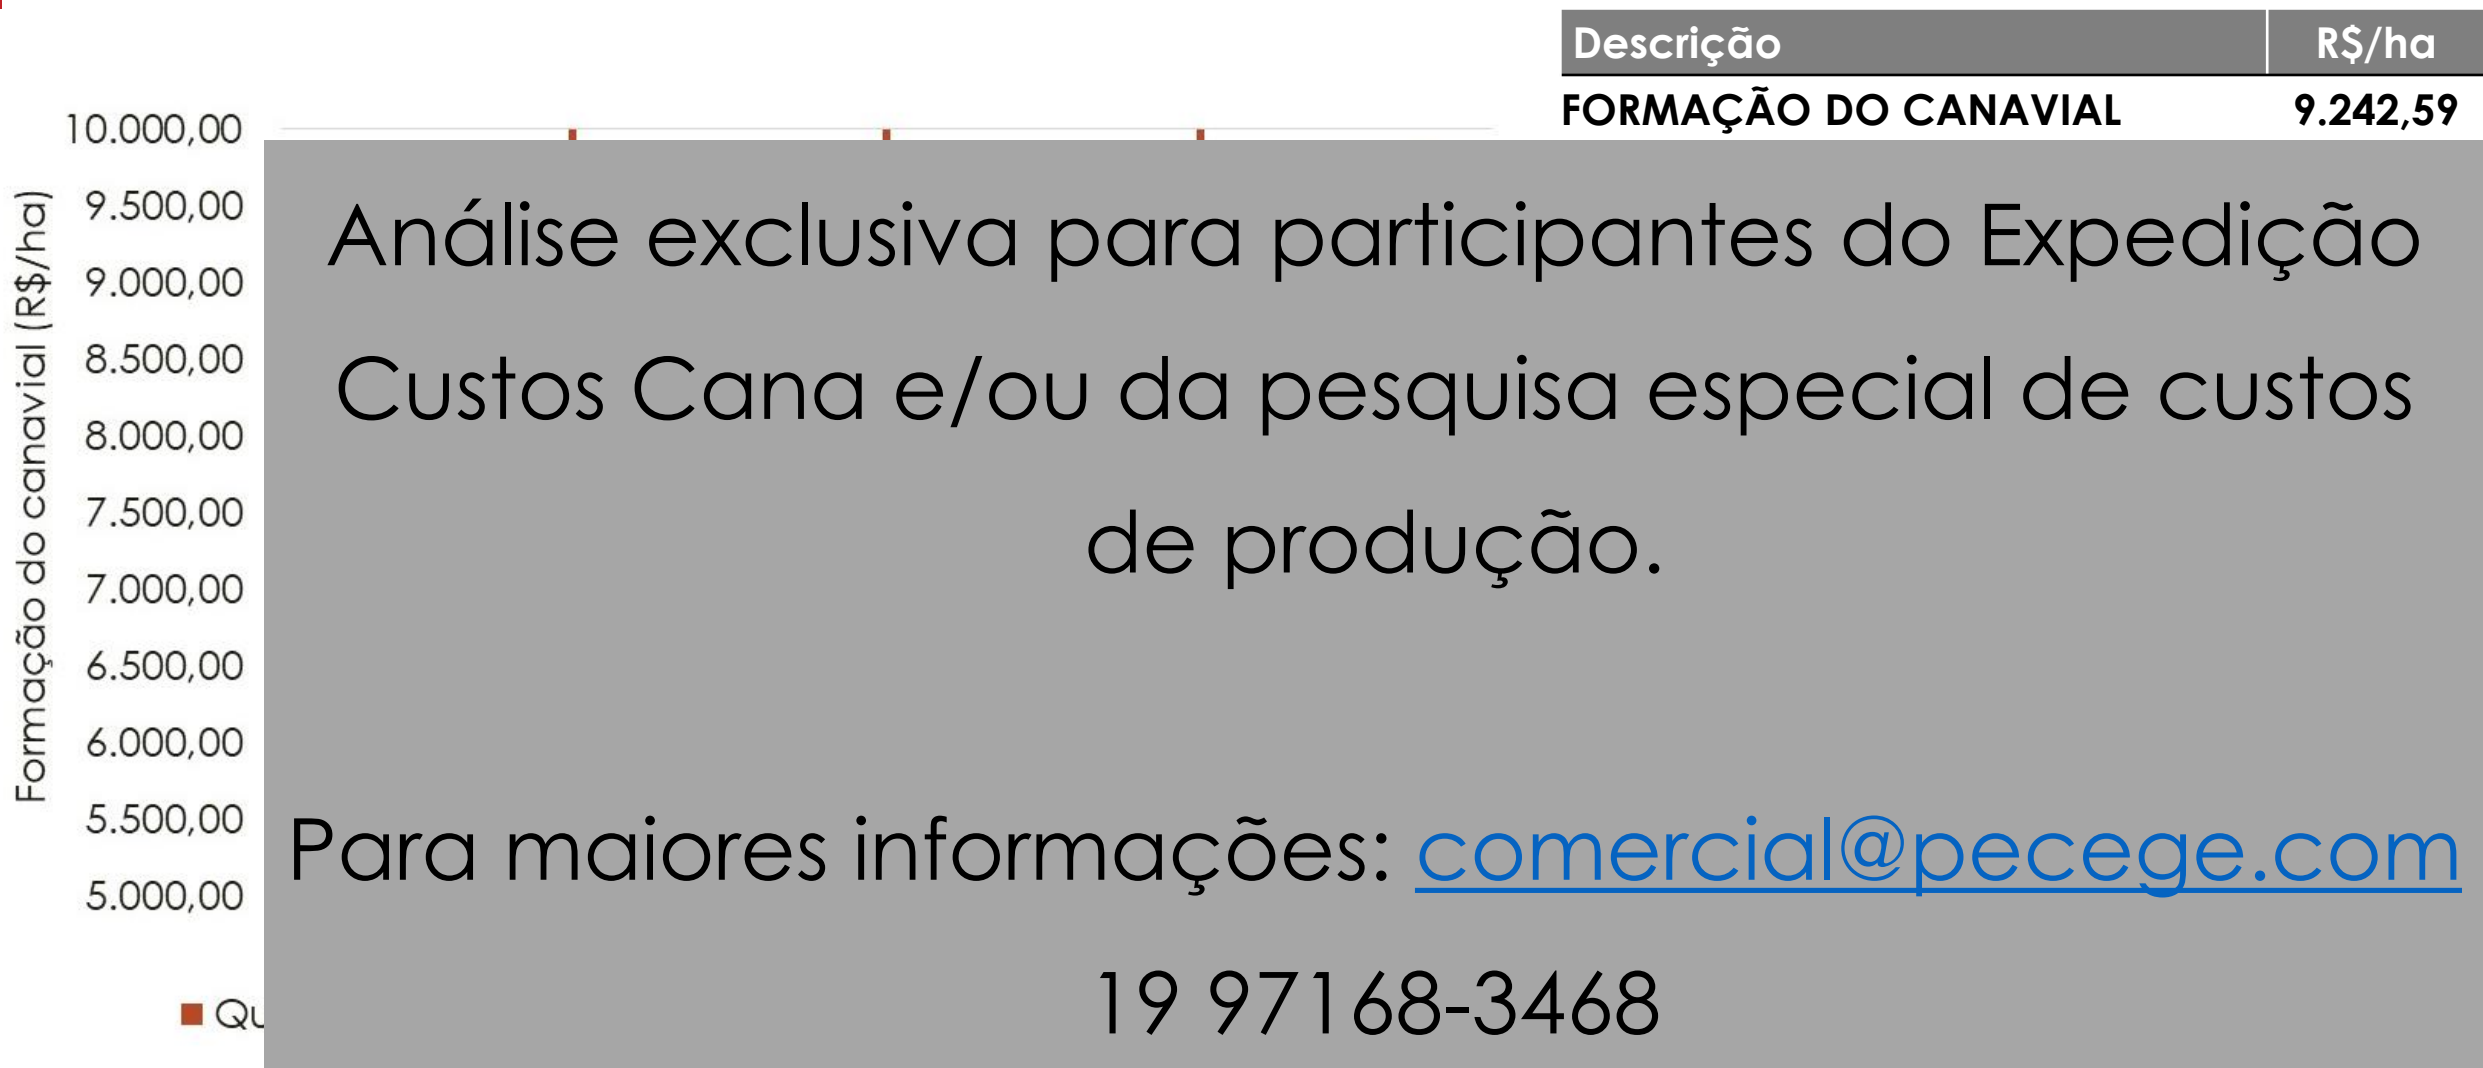 Descrição R$/ha
FORMAÇÃO DO CANAVIAL 9.242,59
Formação do canavial (R$/ha)
10.000,00
9.500,00
9.000,00
8.500,00
8.000,00
7.500,00
7.000,00
6.500,00
6.000,00
5.500,00
5.000,00
Análise exclusiva para participantes do Expedição
Custos Cana e/ou da pesquisa especial de custos
de produção.
Para maiores informações: comercial@pecege.com
19 97168-3468